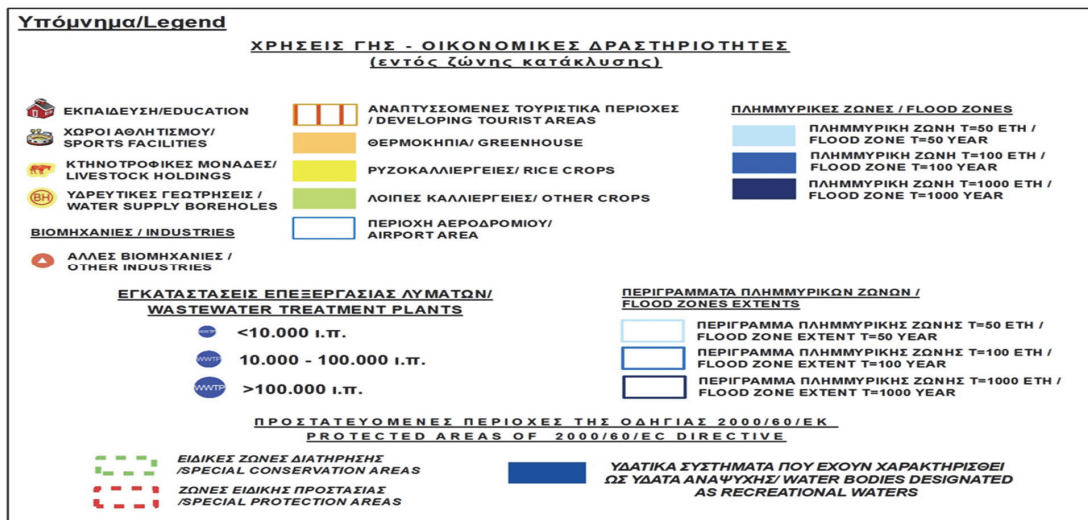 Υπόμνημα/Legend
ΧΡΗΣΕΙΣ ΓΗΣ - ΟΙΚΟΝΟΜΙΚΕΣ ΔΡΑΣΤΗΡΙΟΤΗΤΕΣ
(εντός ζώνης κατάκλυσης)
ΕΚΠΑΙΔΕΥΣΗ/EDUCATION
ΧΩΡΟΙ ΑΘΛΗΤΙΣΜΟΥ/
SPORTS FACILITIES
ΚΤΗΝΟΤΡΟΦΙΚΕΣ ΜΟΝΑΔΕΣ/
LIVESTOCK HOLDINGS
BH
ΥΔΡΕΥΤΙΚΕΣ ΓΕΩΤΡΗΣΕΙΣ /
WATER SUPPLY BOREHOLES
ΒΙΟΜΗΧΑΝΙΕΣ / INDUSTRIES
ΑΛΛΕΣ ΒΙΟΜΗΧΑΝΙΕΣ /
OTHER INDUSTRIES
ΑΝΑΠΤΥΣΣΟΜΕΝΕΣ ΤΟΥΡΙΣΤΙΚΑ ΠΕΡΙΟΧΕΣ
/ DEVELOPING TOURIST AREAS
ΘΕΡΜΟΚΗΠΙΑ/ GREENHOUSE
ΡΥΖΟΚΑΛΛΙΕΡΓΕΙΕΣ/ RICE CROPS
ΛΟΙΠΕΣ ΚΑΛΛΙΕΡΓΕΙΕΣ/ OTHER CROPS
ΠΕΡΙΟΧΗ ΑΕΡΟΔΡΟΜΙΟΥ/
AIRPORT AREA
ΠΛΗΜΜΥΡΙΚΕΣ ΖΩΝΕΣ / FLOOD ZONES
ΠΛΗΜΜΥΡΙΚΗ ΖΩΝΗ T=50 ΕΤΗ /
FLOOD ZONE T=50 YEAR
ΠΛΗΜΜΥΡΙΚΗ ΖΩΝΗ T=100 ΕΤΗ /
FLOOD ZONE T=100 YEAR
ΠΛΗΜΜΥΡΙΚΗ ΖΩΝΗ T=1000 ΕΤΗ /
FLOOD ZONE T=1000 YEAR
ΕΓΚΑΤΑΣΤΑΣΕΙΣ ΕΠΕΞΕΡΓΑΣΙΑΣ ΛΥΜΑΤΩΝ/
WASTEWATER TREATMENT PLANTS
WWTP <10.000 ι.π.
WWTP 10.000 - 100.000 ι.π.
WWTP >100.000 ι.π.
ΠΕΡΙΓΡΑΜΜΑΤΑ ΠΛΗΜΜΥΡΙΚΩΝ ΖΩΝΩΝ /
FLOOD ZONES EXTENTS
ΠΕΡΙΓΡΑΜΜΑ ΠΛΗΜΜΥΡΙΚΗΣ ΖΩΝΗΣ T=50 ΕΤΗ /
FLOOD ZONE EXTENT T=50 YEAR
ΠΕΡΙΓΡΑΜΜΑ ΠΛΗΜΜΥΡΙΚΗΣ ΖΩΝΗΣ T=100 ΕΤΗ /
FLOOD ZONE EXTENT T=100 YEAR
ΠΕΡΙΓΡΑΜΜΑ ΠΛΗΜΜΥΡΙΚΗΣ ΖΩΝΗΣ T=1000 ΕΤΗ /
FLOOD ZONE EXTENT T=1000 YEAR
ΠΡΟΣΤΑΤΕΥΟΜΕΝΕΣ ΠΕΡΙΟΧΕΣ ΤΗΣ ΟΔΗΓΙΑΣ 2000/60/ΕΚ
PROTECTED AREAS OF 2000/60/EC DIRECTIVE
ΕΙΔΙΚΕΣ ΖΩΝΕΣ ΔΙΑΤΗΡΗΣΗΣ
/SPECIAL CONSERVATION AREAS
ΖΩΝΕΣ ΕΙΔΙΚΗΣ ΠΡΟΣΤΑΣΙΑΣ
/SPECIAL PROTECTION AREAS
ΥΔΑΤΙΚΑ ΣΥΣΤΗΜΑΤΑ ΠΟΥ ΕΧΟΥΝ ΧΑΡΑΚΤΗΡΙΣΘΕΙ
ΩΣ ΥΔΑΤΑ ΑΝΑΨΥΧΗΣ/ WATER BODIES DESIGNATED
AS RECREATIONAL WATERS